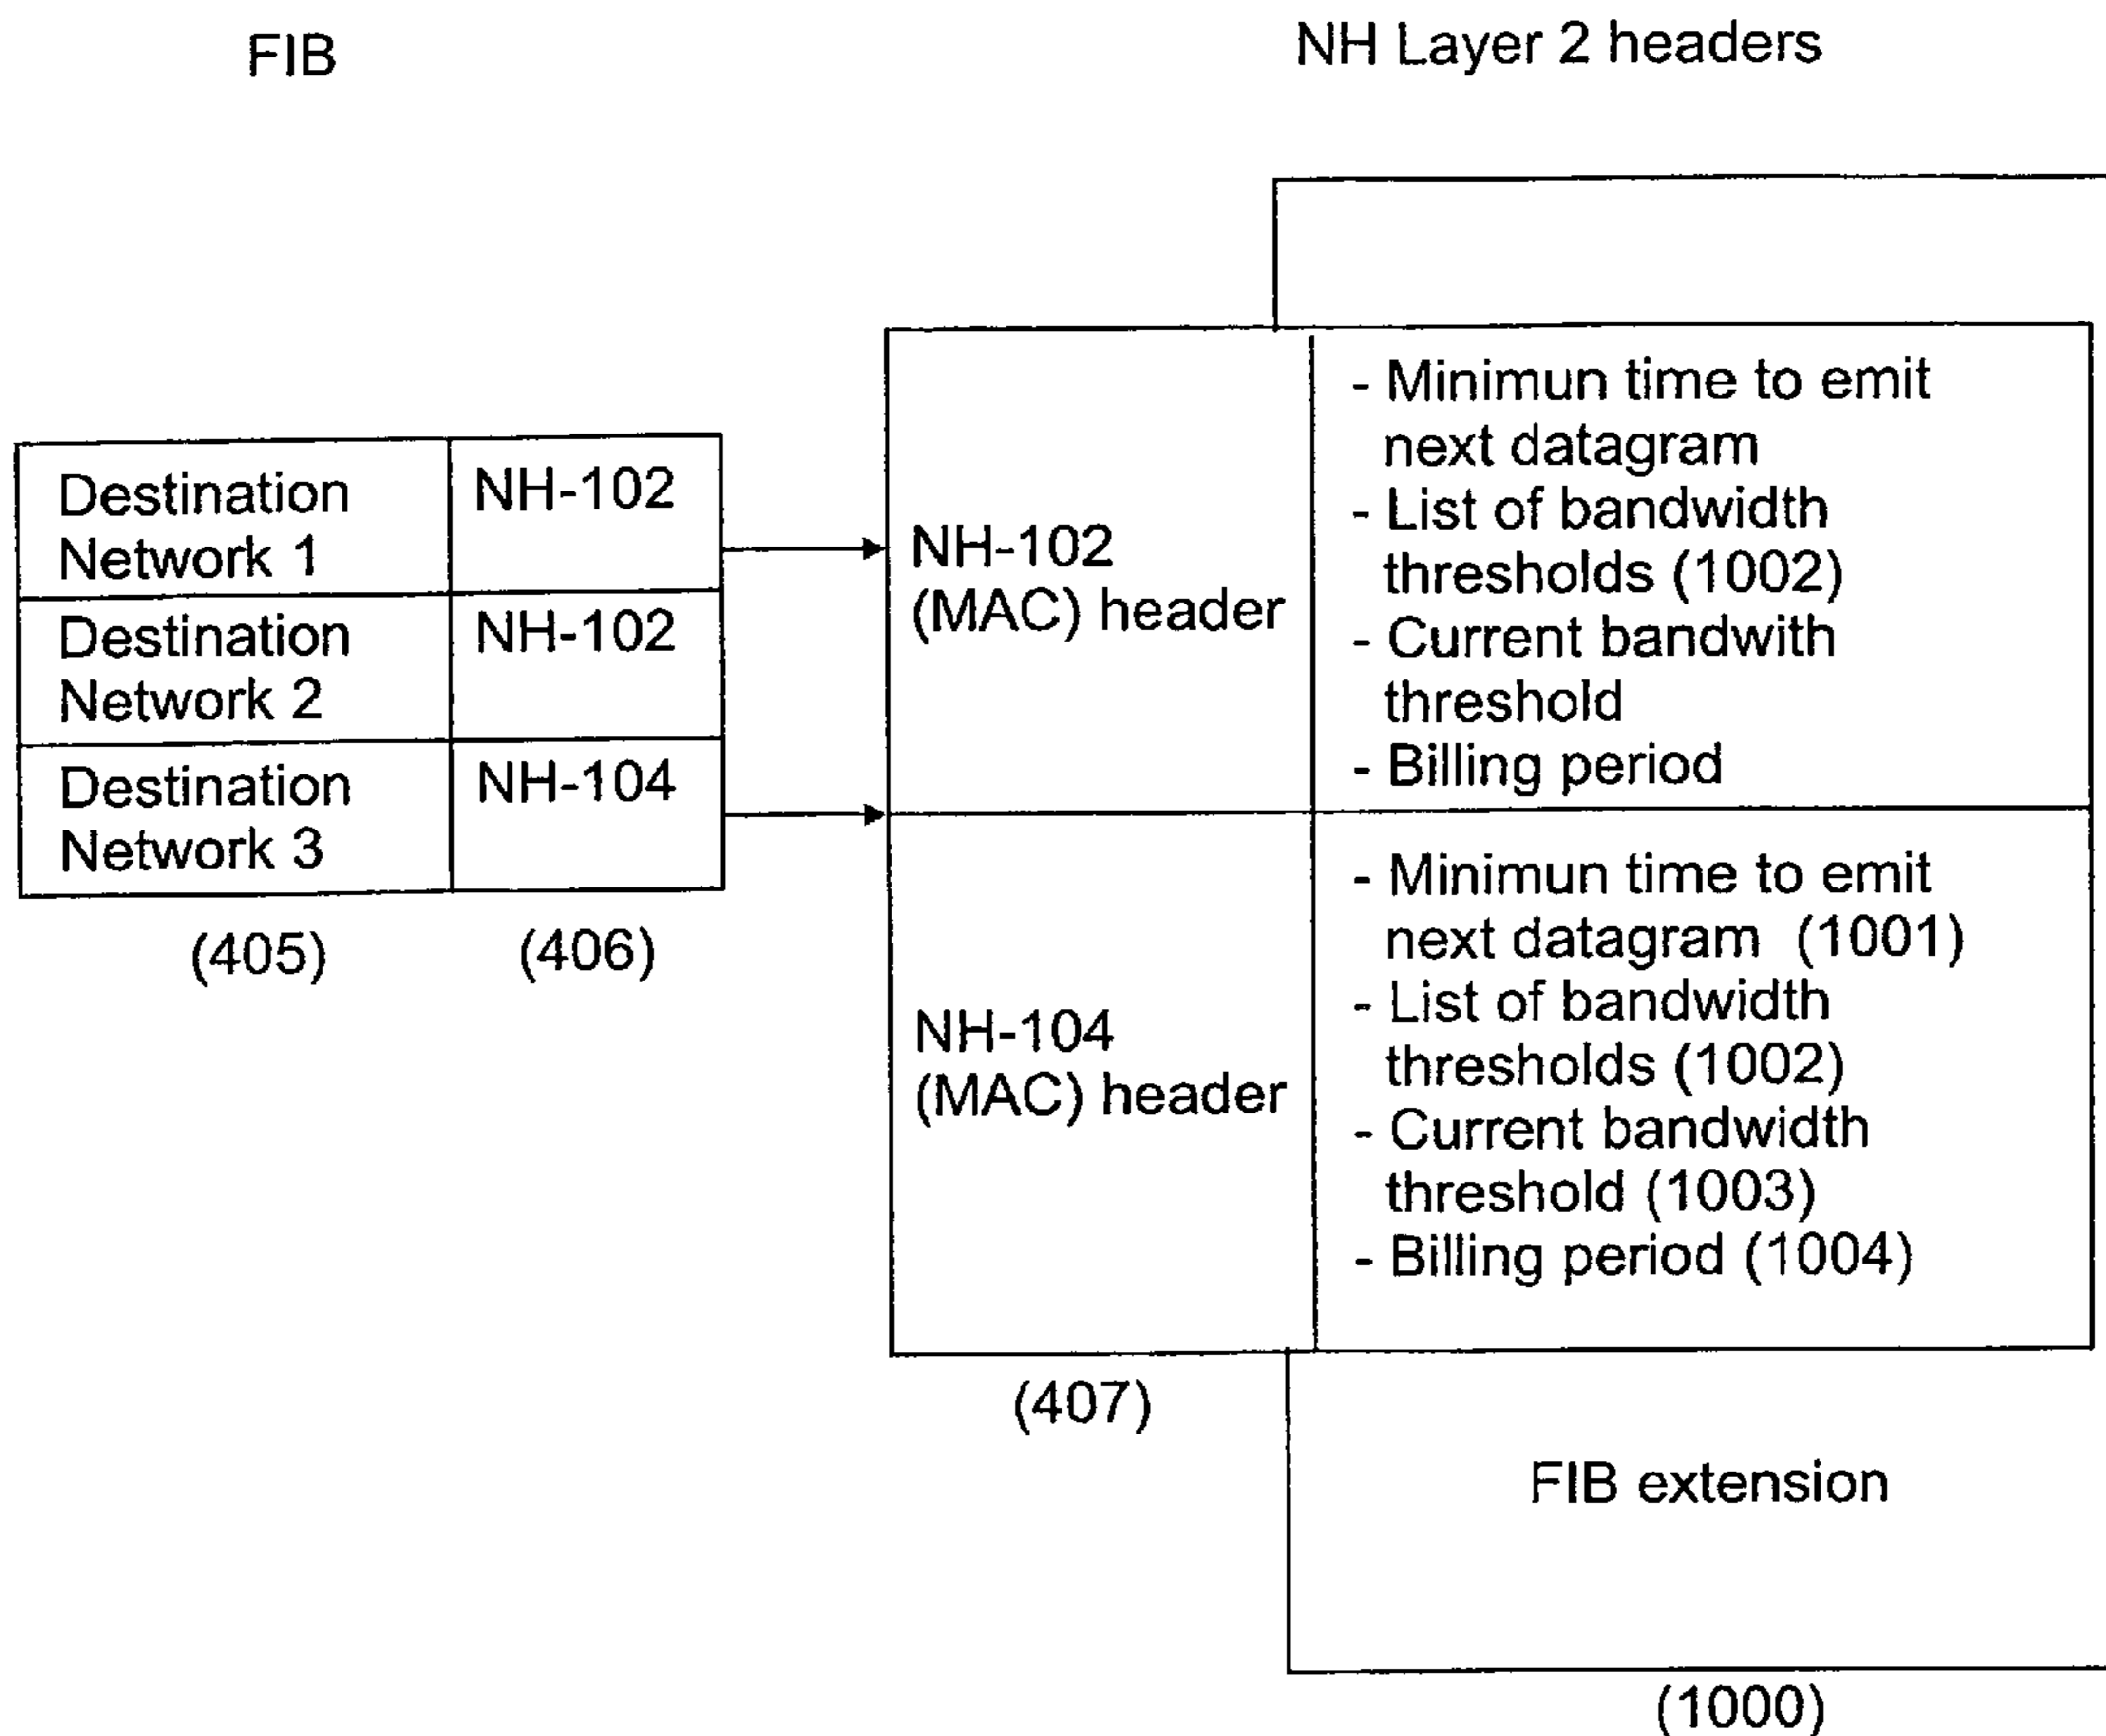 FIB
NH Layer 2 headers
Destination
Network 1
NH-102
Destination
Network 2
NH-102
Destination
Network 3
NH-104
(405)
(406)
NH-102
(MAC) header
- Minimun time to emit
next datagram
- List of bandwidth
thresholds (1002)
- Current bandwith
threshold
- Billing period
NH-104
(MAC) header
- Minimun time to emit
next datagram (1001)
- List of bandwidth
thresholds (1002)
- Current bandwidth
threshold (1003)
- Billing period (1004)
(407)
FIB extension
(1000)